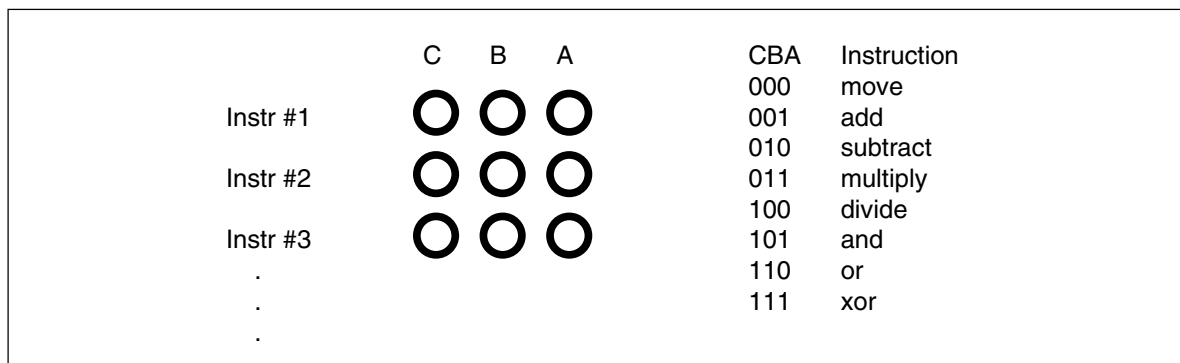 C B A CBA Instruction
000 move
Instr #1 001 add
010 subtract
Instr #2 011 multiply
100 divide
Instr #3 101 and
. 110 or
. 111 xor
.